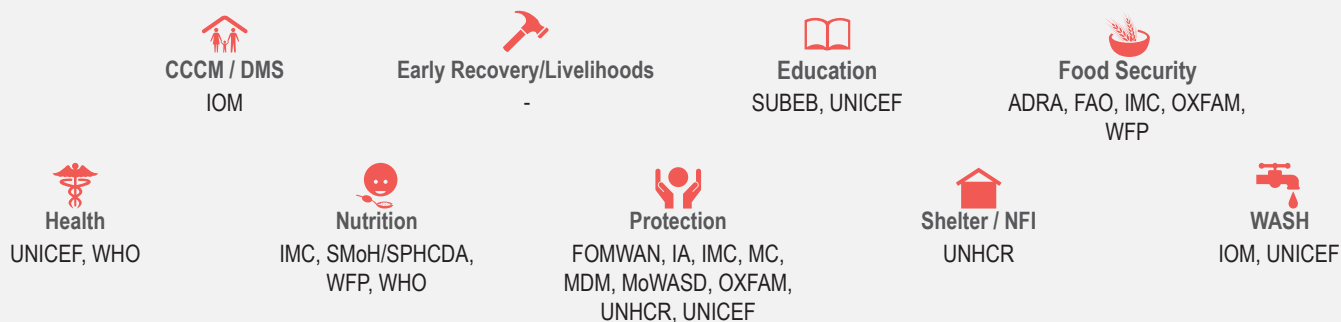 CCCM / DMS
IOM
Early Recovery/Livelihoods
-
Education
SUBEB, UNICEF
Food Security
ADRA, FAO, IMC, OXFAM,
WFP
Health
UNICEF, WHO
Nutrition
IMC, SMoH/SPHCDA,
WFP, WHO
Protection
FOMWAN, IA, IMC, MC,
MDM, MoWASD, OXFAM,
UNHCR, UNICEF
Shelter / NFI
UNHCR
WASH
IOM, UNICEF